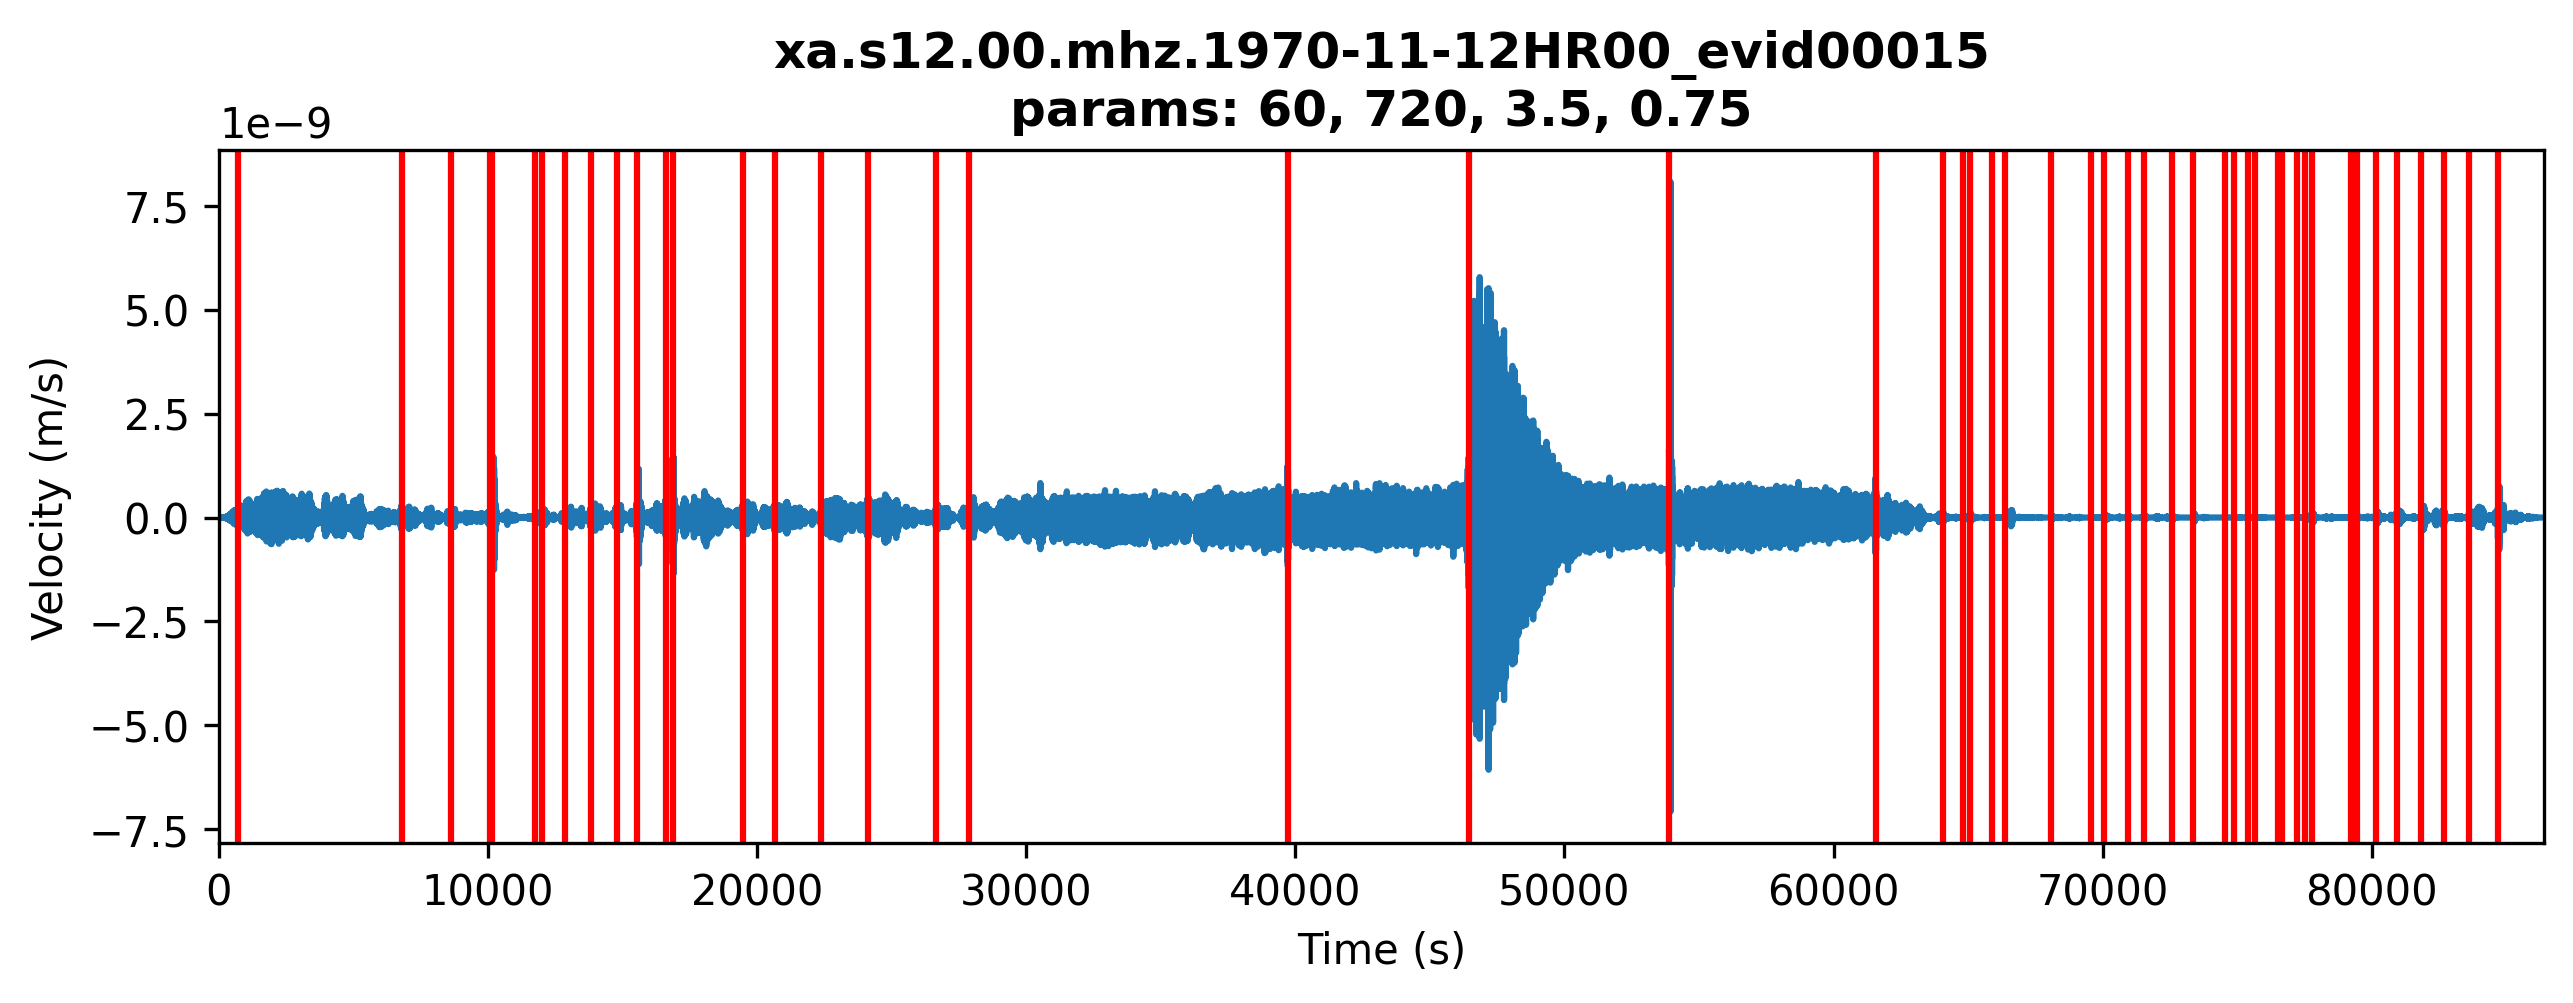 xa.s12.00.mhz.1970-11-12HR00_evid00015
params: 60, 720, 3.5, 0.75
1e−9
7.5
5.0
2.5
0.0
−2.5
−5.0
−7.5
Velocity (m/s)
0 10000 20000 30000 40000 50000 60000 70000 80000
Time (s)